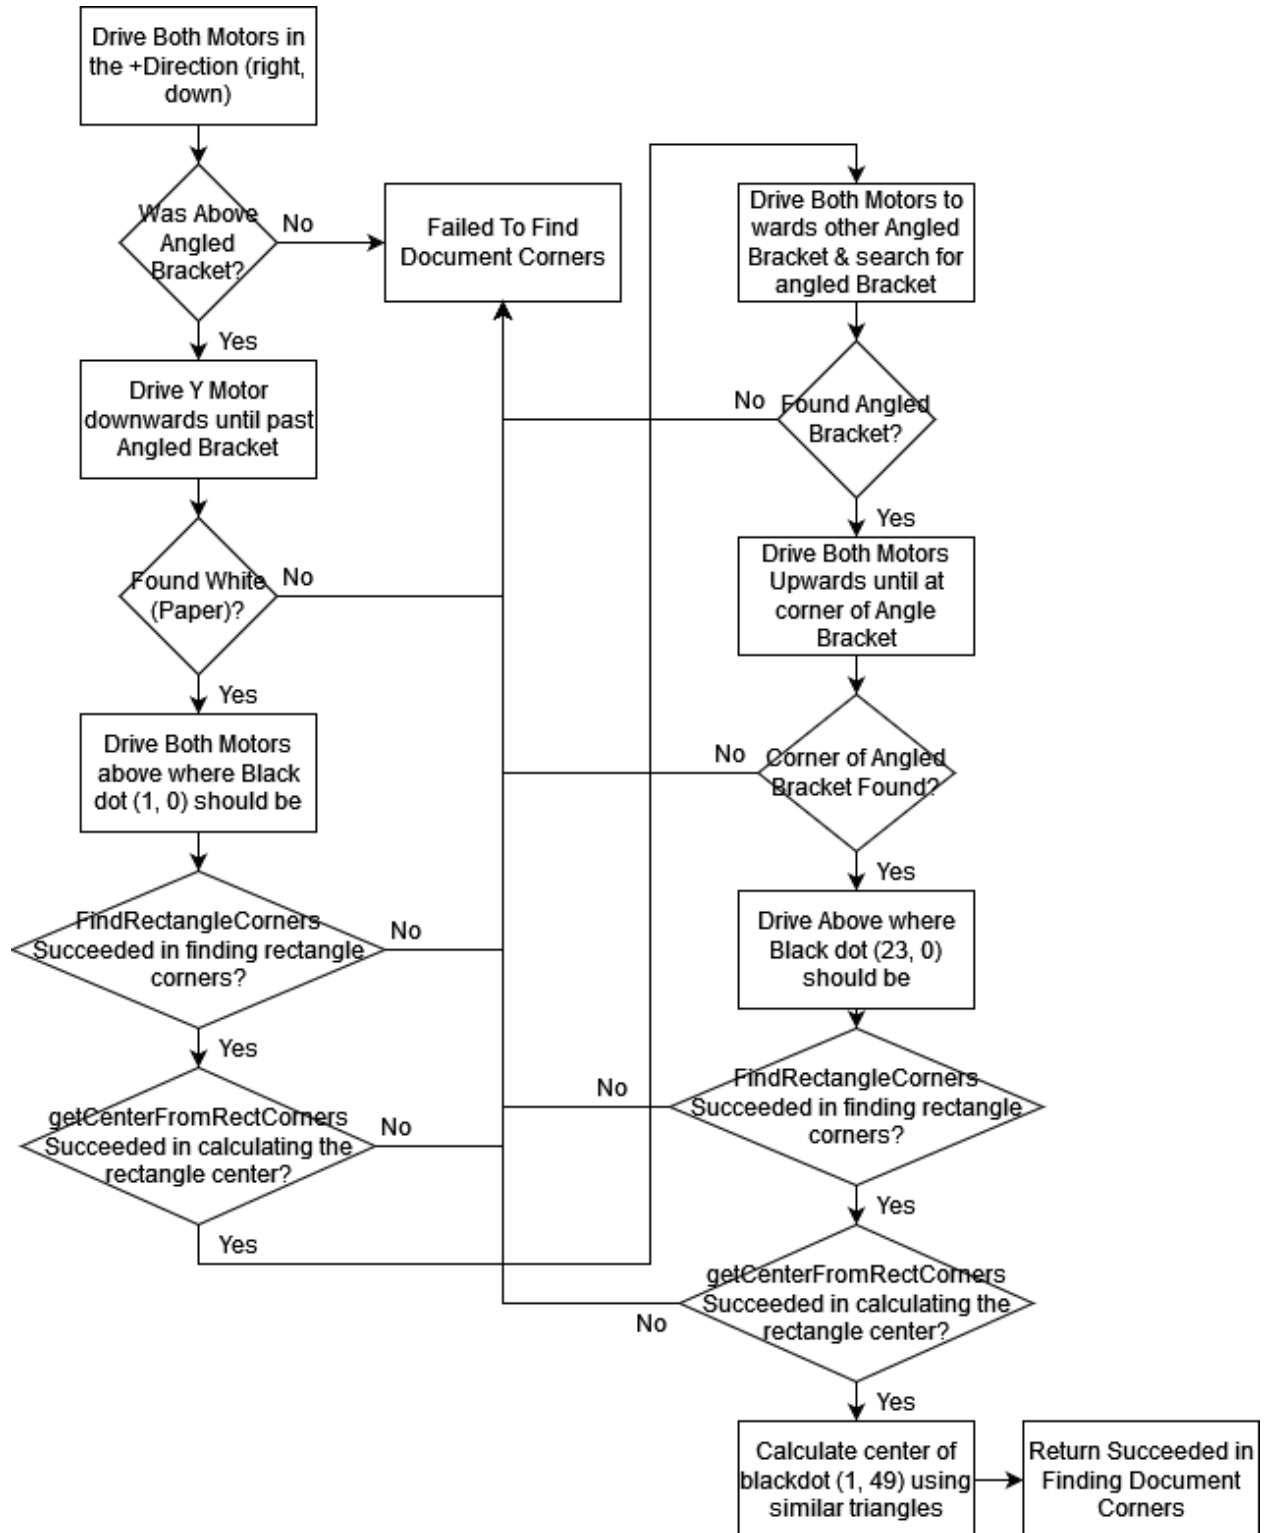 Drive Both Motors in
the +Direction (right,
down)
Was Above
Angled
Bracket?
No
Failed To Find
Document Corners
Yes
Drive Y Motor
downwards until past
Angled Bracket
Found White
(Paper)?
No
Yes
Drive Both Motors
above where Black
dot (1, 0) should be
FindRectangleCorners
Succeeded in finding rectangle
corners?
No
Yes
getCenterFromRectCorners
Succeeded in calculating the
rectangle center?
No
Yes
Drive Both Motors to
wards other Angled
Bracket & search for
angled Bracket
No
Found Angled
Bracket?
Yes
Drive Both Motors
Upwards until at
corner of Angle
Bracket
No
Corner of Angled
Bracket Found?
Yes
Drive Above where
Black dot (23, 0)
should be
No
FindRectangleCorners
Succeeded in finding rectangle
corners?
Yes
getCenterFromRectCorners
Succeeded in calculating the
rectangle center?
No
Yes
Calculate center of
blackdot (1, 49) using
similar triangles
Return Succeeded in
Finding Document
Corners